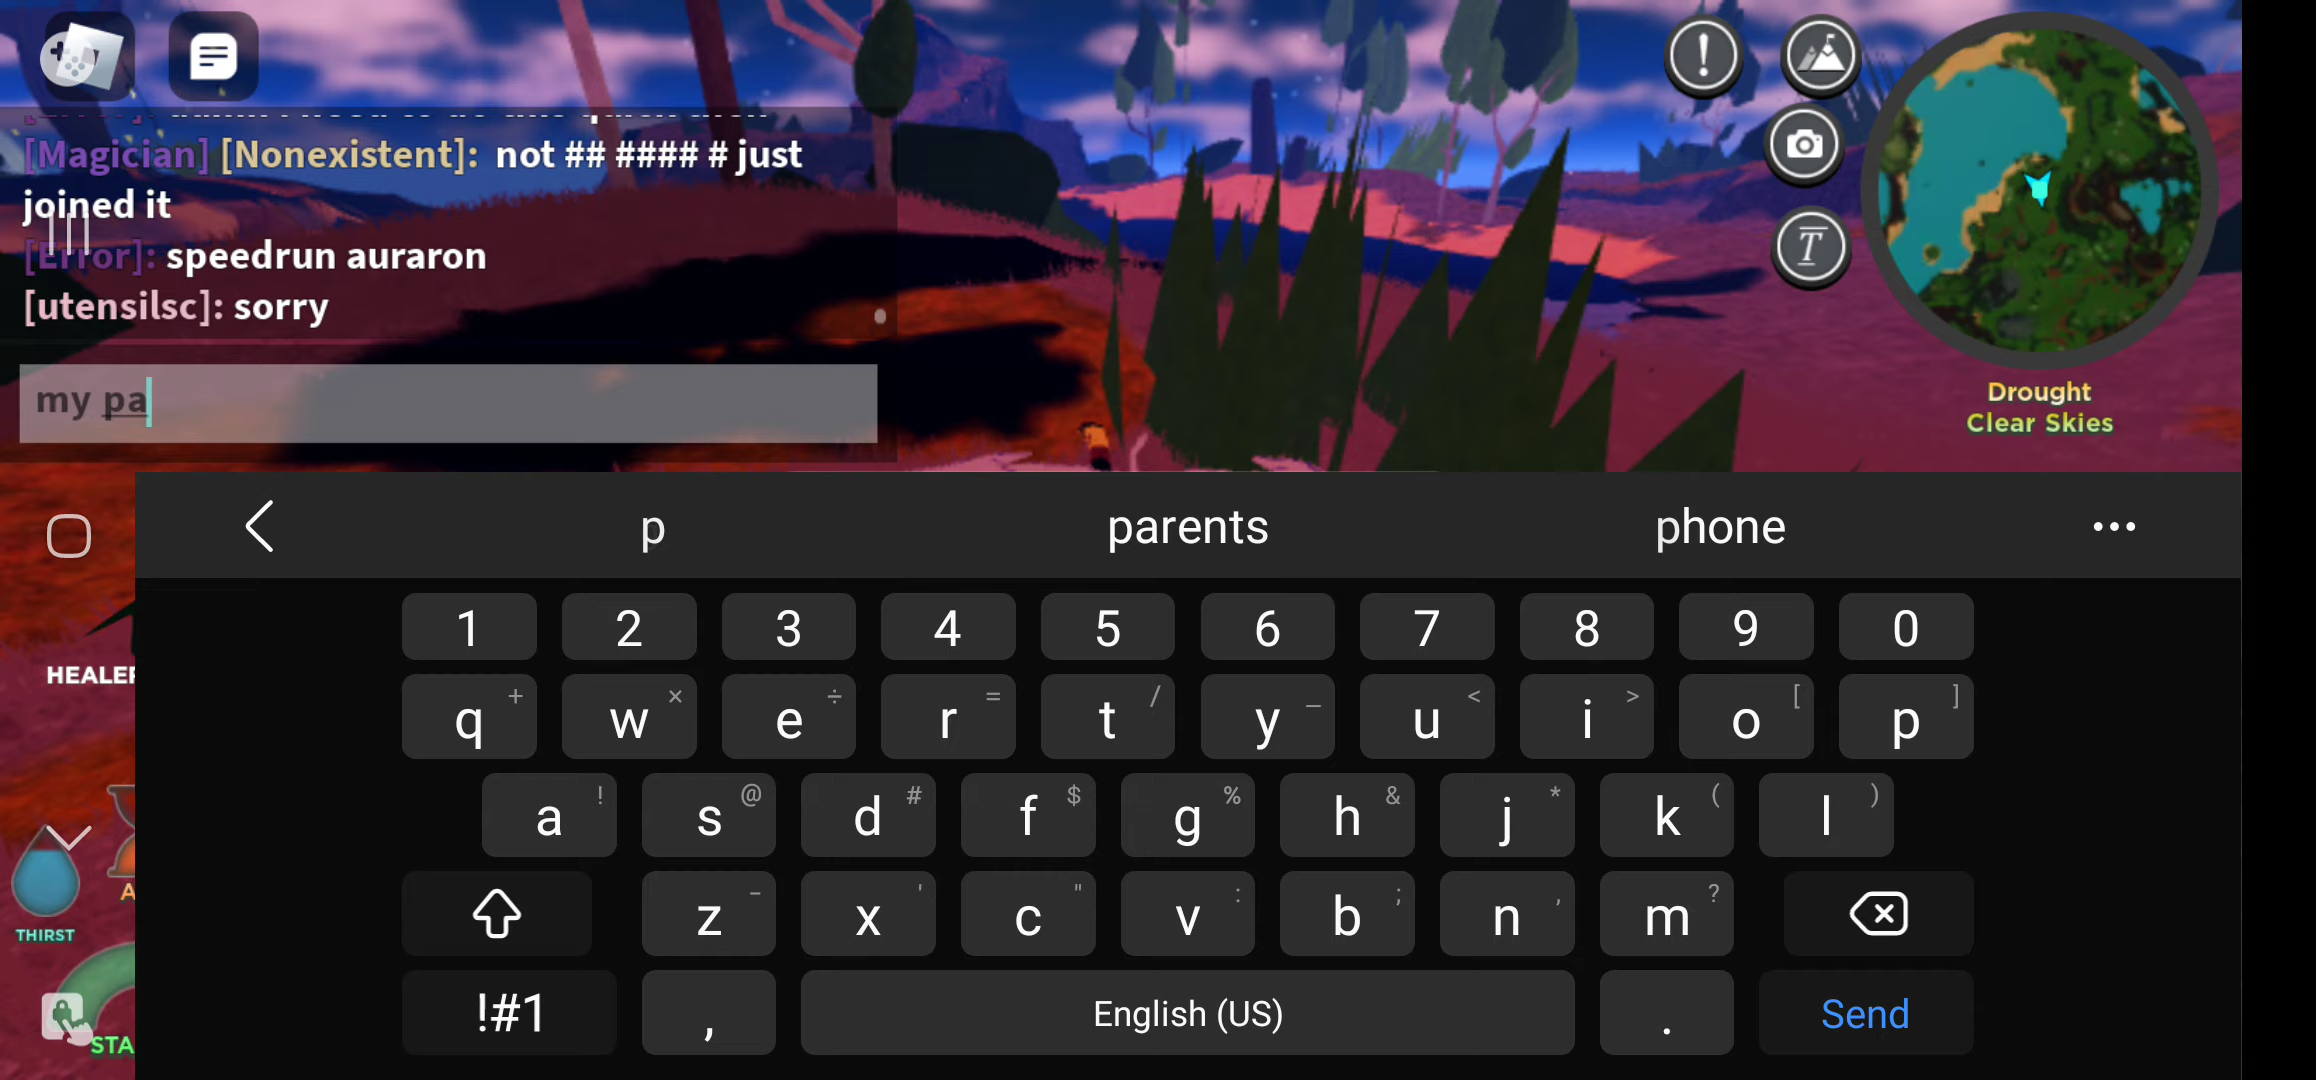 [Magician] [Nonexistent]: not ## #### # just
joined it
[Error]: speedrun auraron
[utensilsc]: sorry
my pa
T
Drought
Clear Skies
p parents phone
1 2 3 4 5 6 7 8 9 0
q + w × e ÷ r = t / y _ u < i > o [ p ]
a ! s @ d # f $ g % h & j * k ( l )
z - x ' c " v : b ; n , m ?
!#1 , English (US) . Send
HEALER
A
THIRST
STA